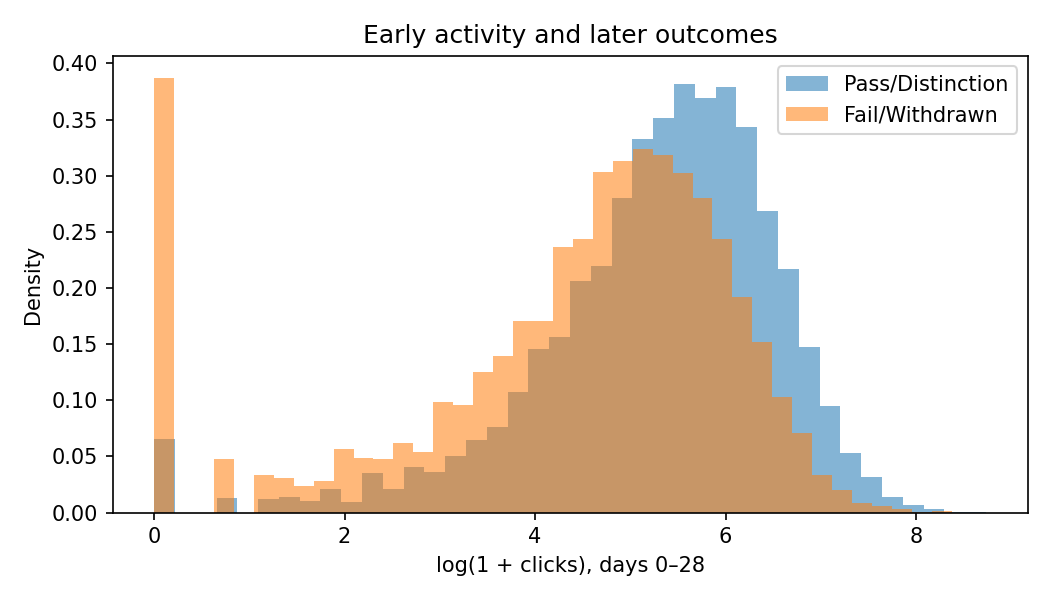 Early activity and later outcomes
Pass/Distinction
Fail/Withdrawn
Density
0.40
0.35
0.30
0.25
0.20
0.15
0.10
0.05
0.00
0 2 4 6 8
log(1 + clicks), days 0–28